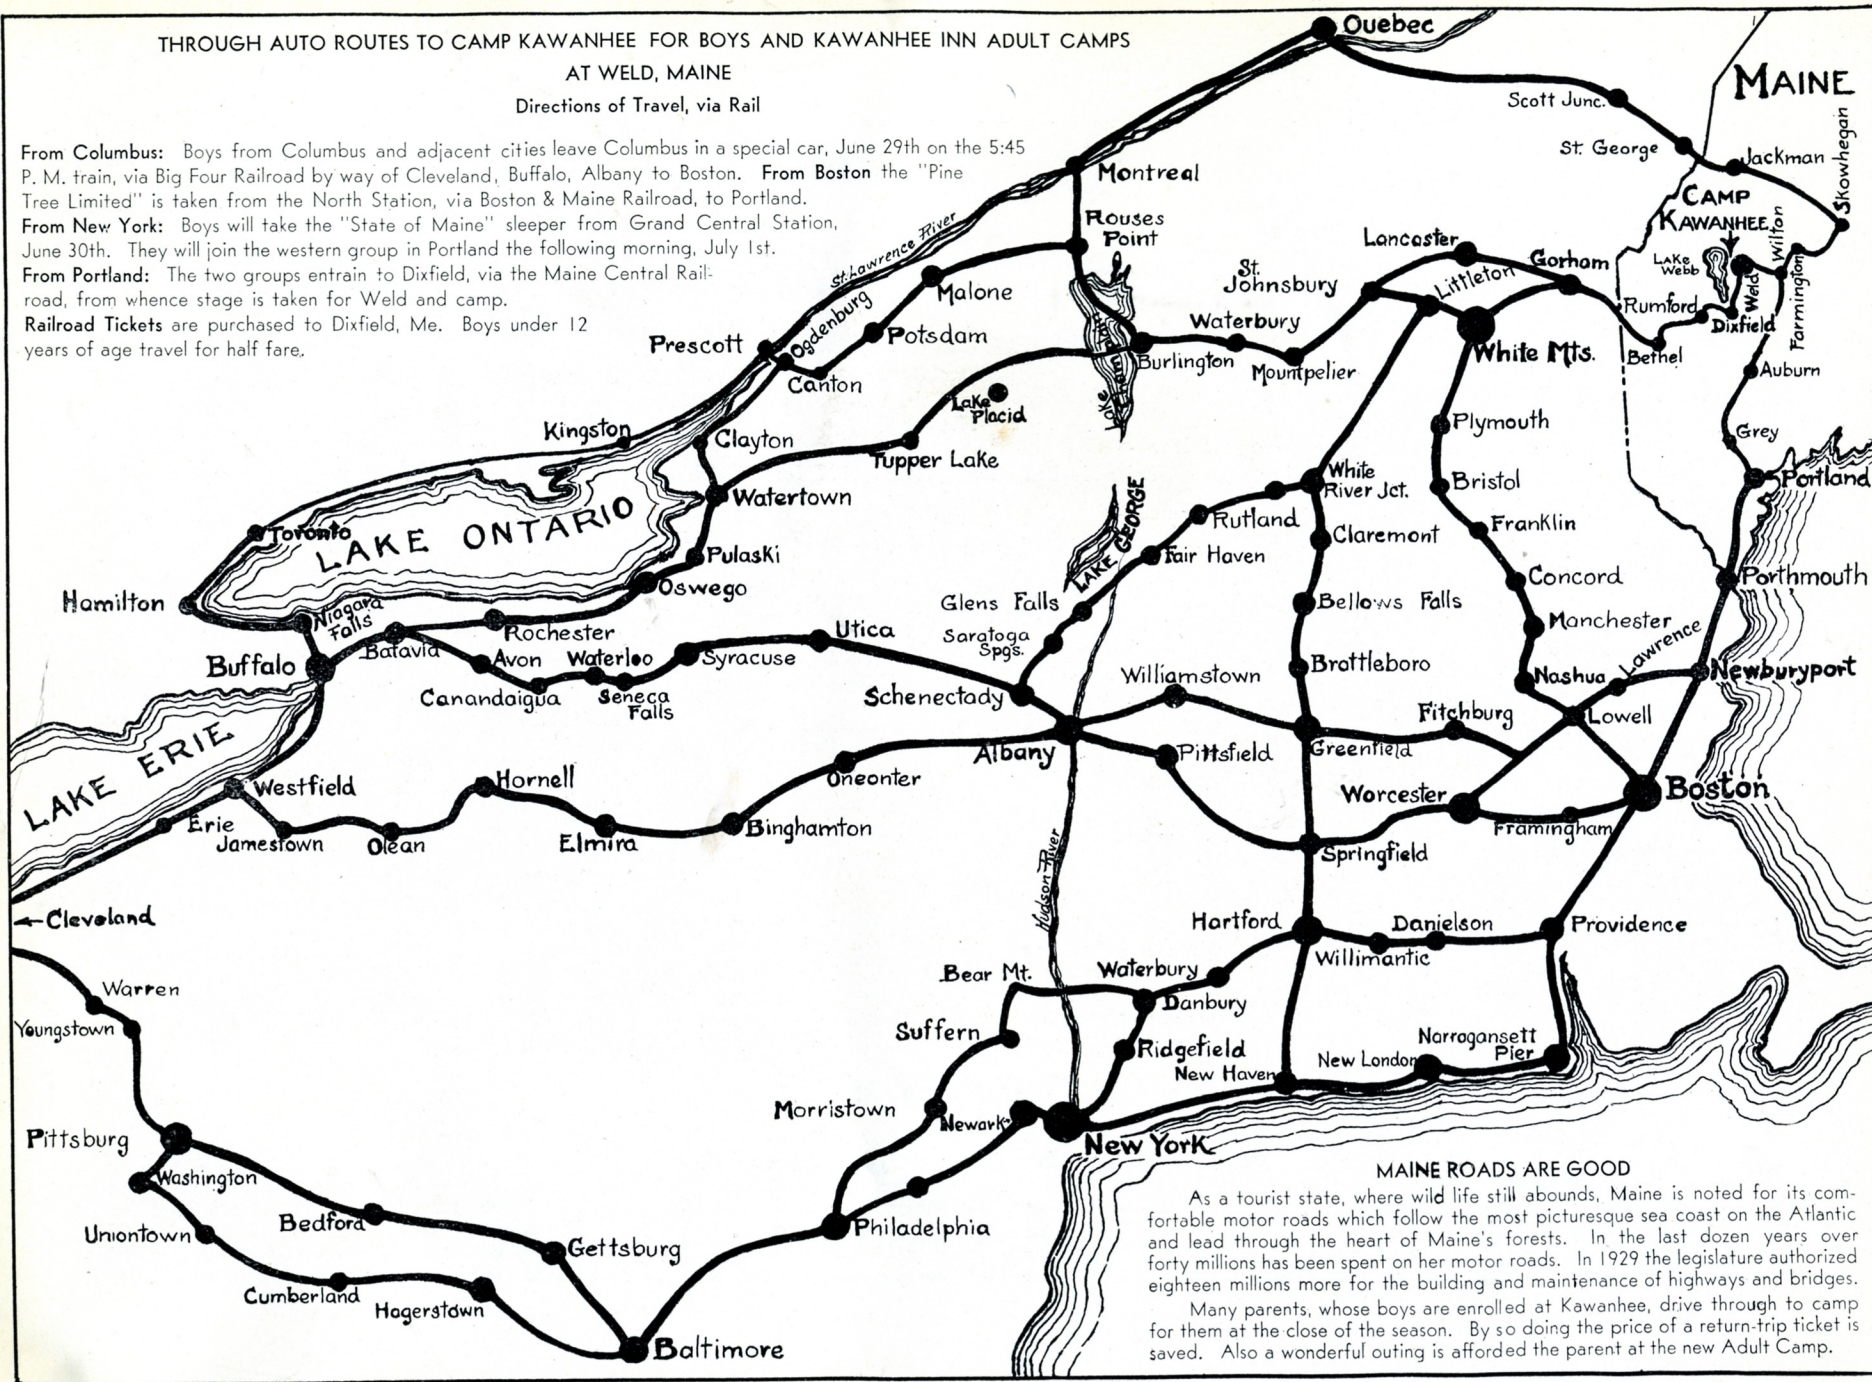 THROUGH AUTO ROUTES TO CAMP KAWANHEE FOR BOYS AND KAWANHEE INN ADULT CAMPS
AT WELD, MAINE
Directions of Travel, via Rail
From Columbus: Boys from Columbus and adjacent cities leave Columbus in a special car, June 29th on the 5:45
P. M. train, via Big Four Railroad by way of Cleveland, Buffalo, Albany to Boston. From Boston the "Pine
Tree Limited" is taken from the North Station, via Boston & Maine Railroad, to Portland.
From New York: Boys will take the "State of Maine" sleeper from Grand Central Station,
June 30th. They will join the western group in Portland the following morning, July 1st.
From Portland: The two groups entrain to Dixfield, via the Maine Central Rail-
road, from whence stage is taken for Weld and camp.
Railroad Tickets are purchased to Dixfield, Me. Boys under 12
years of age travel for half fare.
Quebec
MAINE
Scott Junc.
St. George
Jackman
Skowhegan
CAMP
KAWANHEE
Wilton
Montreal
Rouses
Point
St. Lawrence River
Lancaster
Gorham
Littleton
LAKE
WEBB
Weld
Farmington
Rumford
Dixfield
St.
Johnsbury
Malone
Ogdenburg
Potsdam
Prescott
Canton
Waterbury
Burlington
Mountpelier
White Mts.
Bethel
Auburn
Lake
Placid
Lake Champlain
Kingston
Clayton
Tupper Lake
Plymouth
Grey
Watertown
White
River Jct.
Bristol
Portland
LAKE ONTARIO
Toronto
Rutland
LAKE GEORGE
Claremont
Franklin
Pulaski
Fair Haven
Hamilton
Oswego
Concord
Porthmouth
Niagara
Falls
Glens Falls
Bellows Falls
Rochester
Utica
Saratoga
Spgs.
Manchester
Lawrence
Batavia
Buffalo
Avon
Waterloo
Syracuse
Brattleboro
Canandaigua
Seneca
Falls
Schenectady
Williamstown
Nashua
Newburyport
Fitchburg
Lowell
LAKE ERIE
Albany
Pittsfield
Greenfield
Westfield
Hornell
Oneonter
Worcester
Boston
Erie
Jamestown
Olean
Elmira
Binghamton
Framingham
Springfield
Hudson River
Cleveland
Hartford
Danielson
Providence
Willimantic
Bear Mt.
Waterbury
Danbury
Warren
Youngstown
Suffern
Ridgefield
Narragansett
Pier
New London
New Haven
Morristown
Newark
New York
Pittsburg
Washington
Bedford
Uniontown
Gettsburg
Philadelphia
Cumberland
Hagerstown
Baltimore
MAINE ROADS ARE GOOD
As a tourist state, where wild life still abounds, Maine is noted for its com-
fortable motor roads which follow the most picturesque sea coast on the Atlantic
and lead through the heart of Maine's forests. In the last dozen years over
forty millions has been spent on her motor roads. In 1929 the legislature authorized
eighteen millions more for the building and maintenance of highways and bridges.
Many parents, whose boys are enrolled at Kawanhee, drive through to camp
for them at the close of the season. By so doing the price of a return-trip ticket is
saved. Also a wonderful outing is afforded the parent at the new Adult Camp.